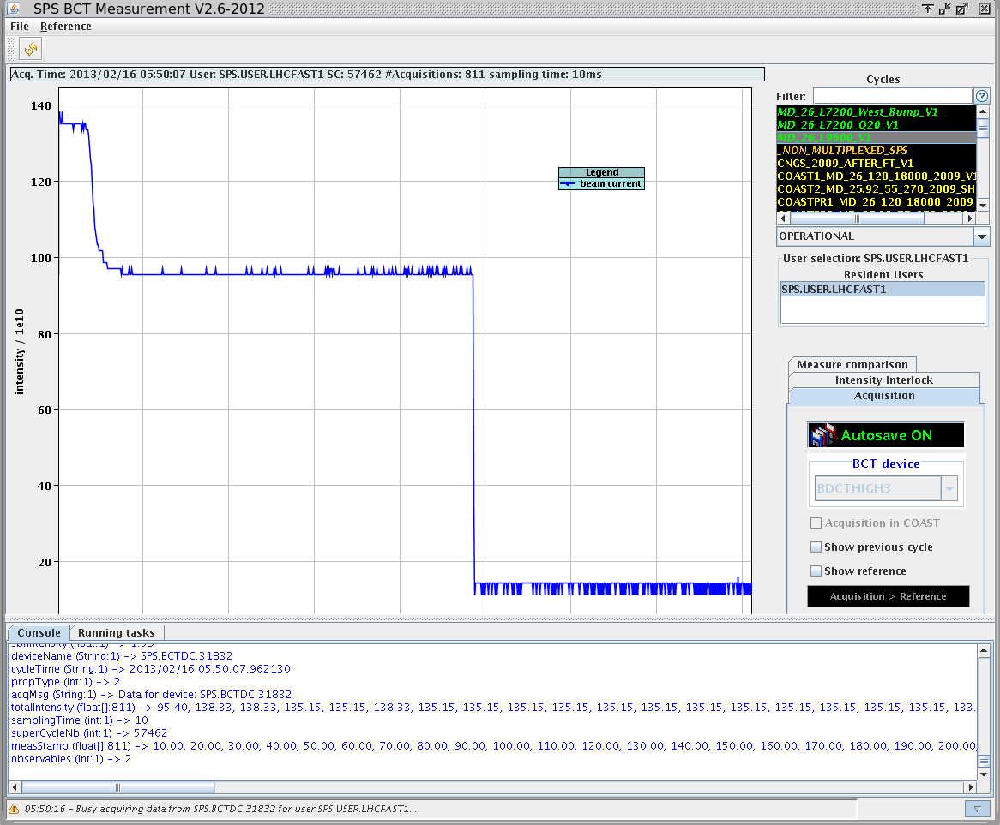 SPS BCT Measurement V2.6-2012
File Reference
Acq. Time: 2013/02/16 05:50:07 User: SPS.USER.LHCFAST1 SC: 57462 #Acquisitions: 811 sampling time: 10ms
140
120
100
80
60
40
20
intensity / 1e10
Legend
beam current
Cycles
Filter:
?
MD_26_L7200_West_Bump_V1
MD_26_L7200_Q20_V1
MD_26_L9600_V1
_NON_MULTIPLEXED_SPS
CNGS_2009_AFTER_FT_V1
COAST1_MD_26_120_18000_2009_V1
COAST2_MD_25.92_55_270_2009_SH
COASTPR1_MD_26_120_18000_2009_
OPERATIONAL
User selection: SPS.USER.LHCFAST1
Resident Users
SPS.USER.LHCFAST1
Measure comparison
Intensity Interlock
Acquisition
Autosave ON
BCT device
BDCTHIGH3
Acquisition in COAST
Show previous cycle
Show reference
Acquisition > Reference
Console Running tasks
deviceName (String:1) -> SPS.BCTDC.31832
cycleTime (String:1) -> 2013/02/16 05:50:07.962130
propType (int:1) -> 2
acqMsg (String:1) -> Data for device: SPS.BCTDC.31832
totalIntensity (float[]:811) -> 95.40, 138.33, 138.33, 135.15, 135.15, 138.33, 135.15, 135.15, 135.15, 135.15, 135.15, 135.15, 135.15, 135.15, 135.15, 135.15, 135.15, 135.15, 133.
samplingTime (int:1) -> 10
superCycleNb (int:1) -> 57462
measStamp (float[]:811) -> 10.00, 20.00, 30.00, 40.00, 50.00, 60.00, 70.00, 80.00, 90.00, 100.00, 110.00, 120.00, 130.00, 140.00, 150.00, 160.00, 170.00, 180.00, 190.00, 200.00,
observables (int:1) -> 2
05:50:16 - Busy acquiring data from SPS.BCTDC.31832 for user SPS.USER.LHCFAST1...